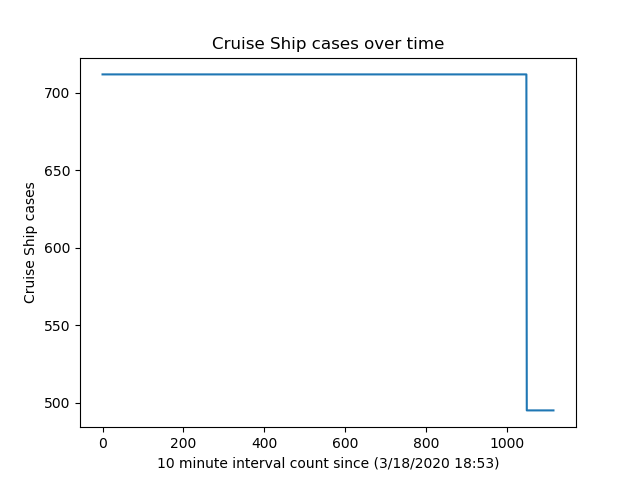 Cruise Ship cases over time
700
650
600
550
500
Cruise Ship cases
0 200 400 600 800 1000
10 minute interval count since (3/18/2020 18:53)